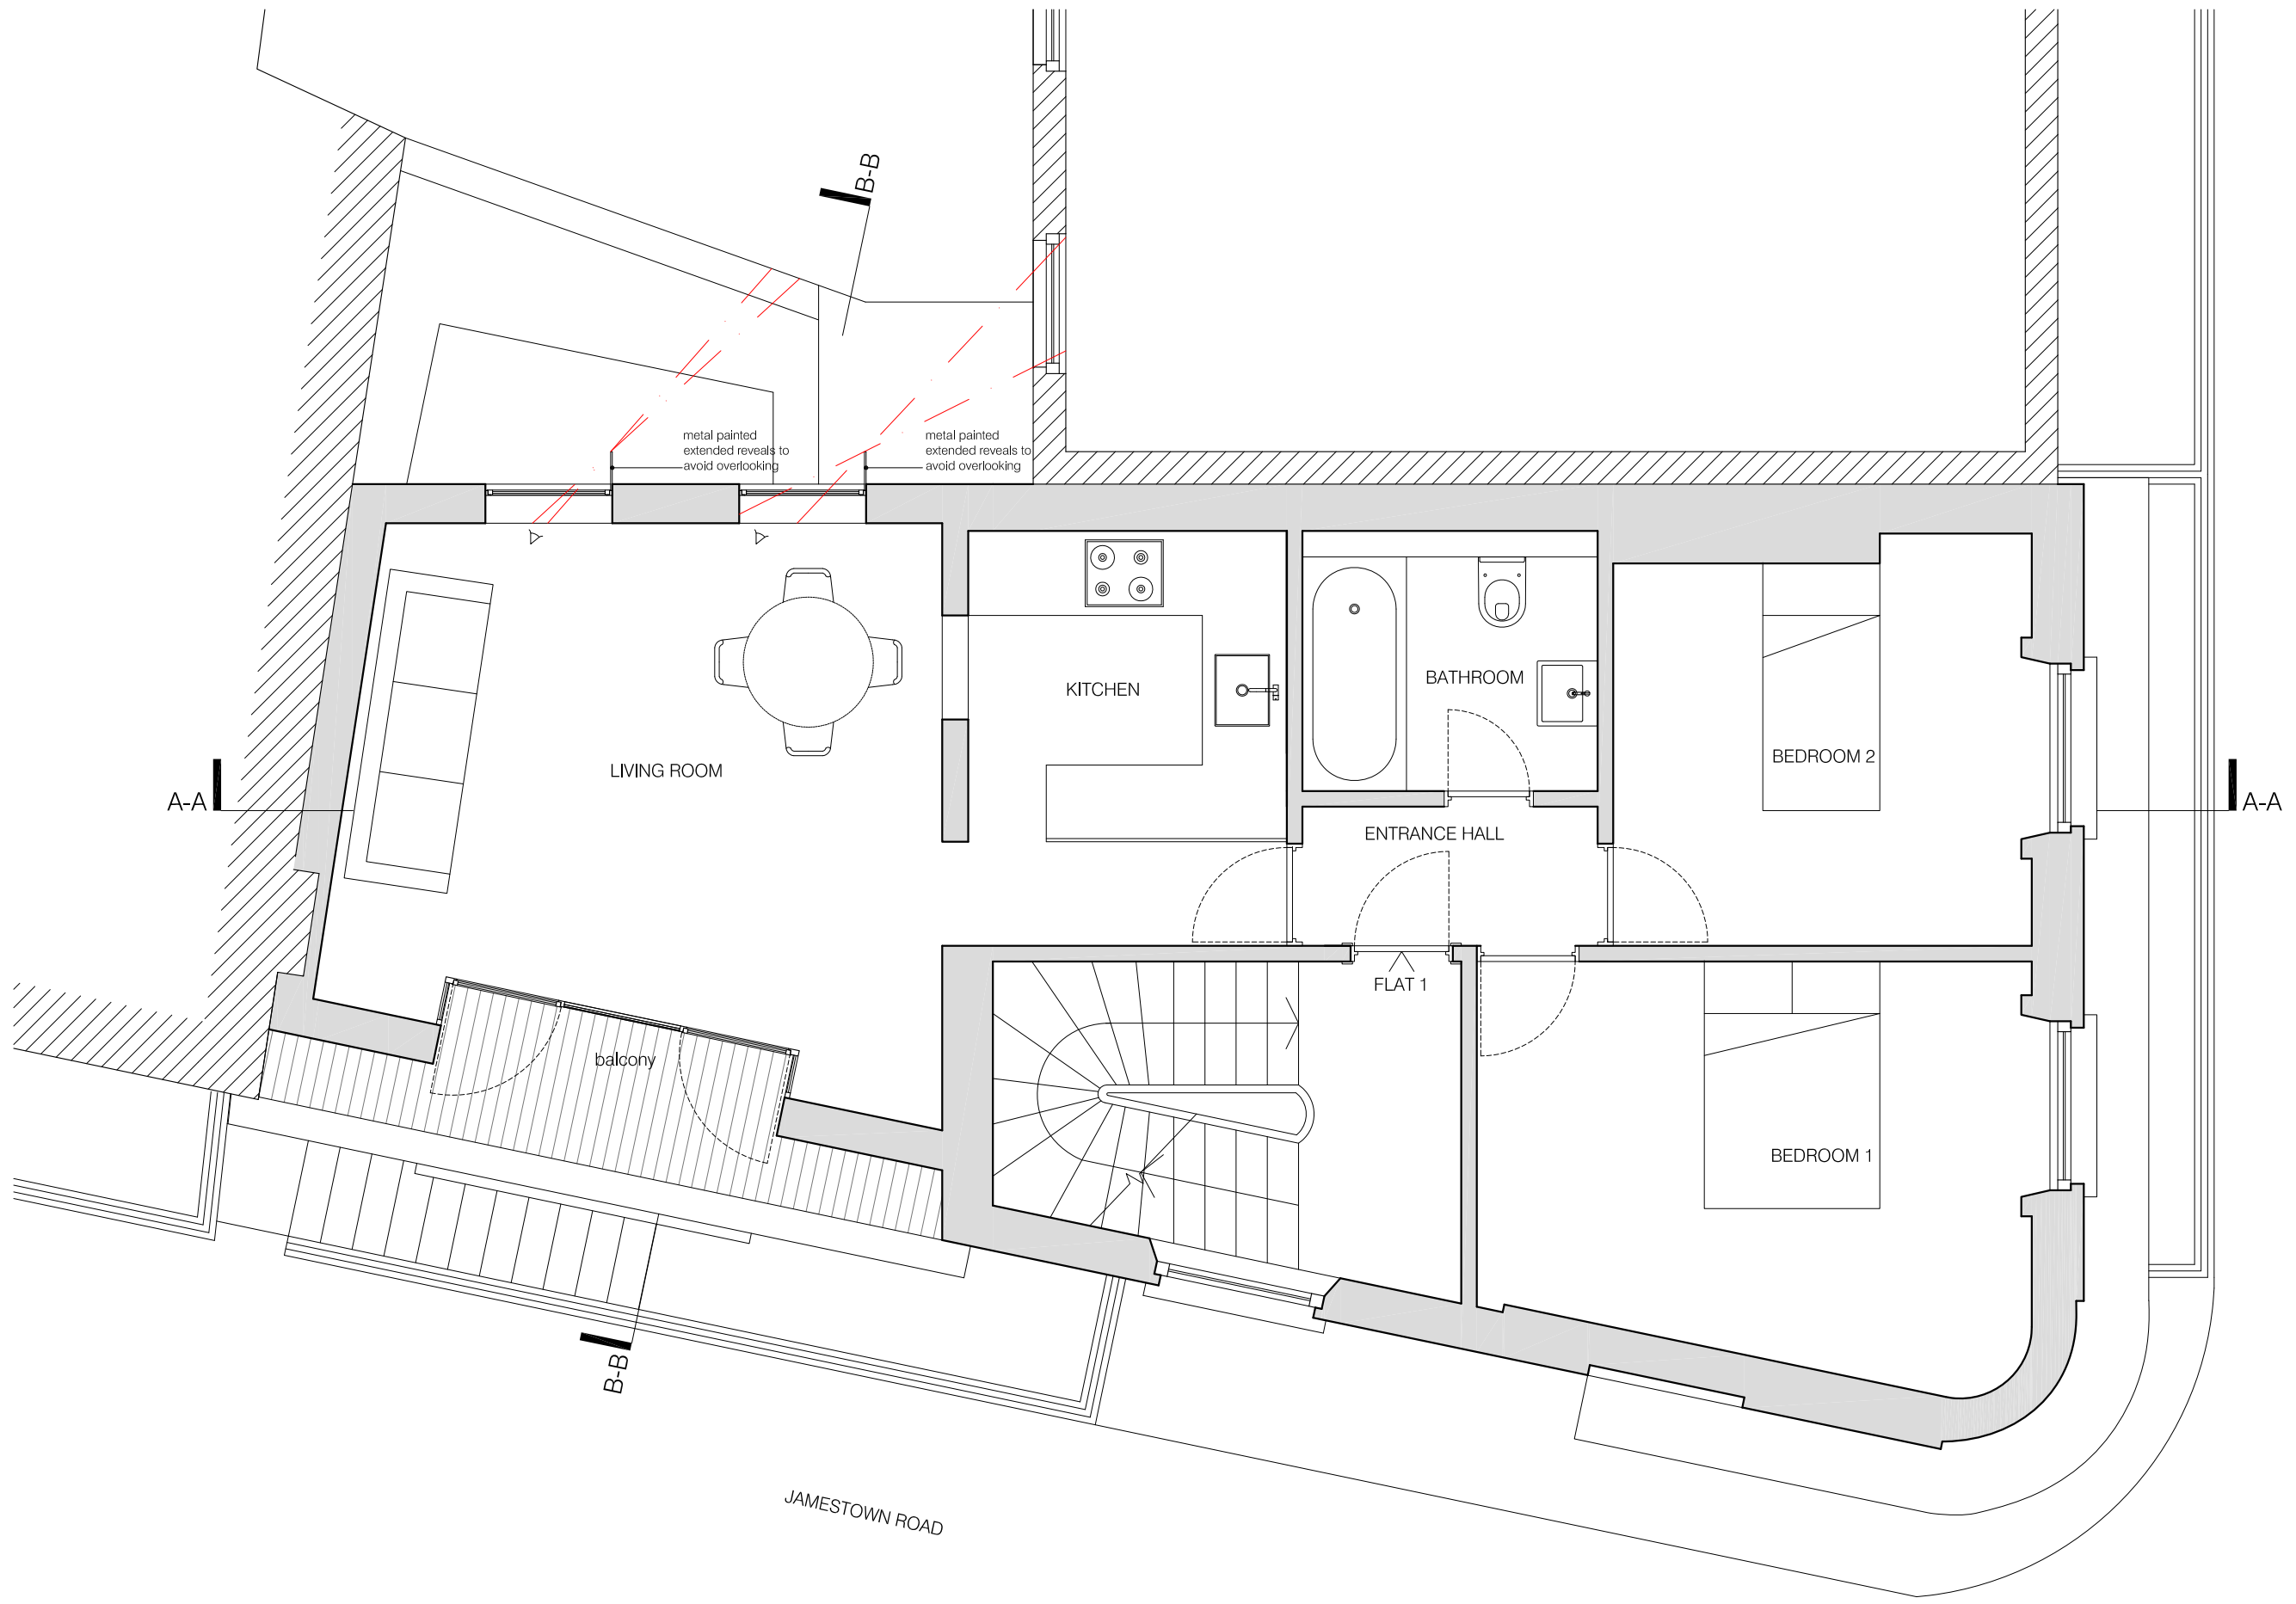 B-B
metal painted
extended reveals to
avoid overlooking
metal painted
extended reveals to
avoid overlooking
KITCHEN
BATHROOM
BEDROOM 2
LIVING ROOM
A-A
A-A
ENTRANCE HALL
FLAT 1
balcony
BEDROOM 1
B-B
JAMESTOWN ROAD